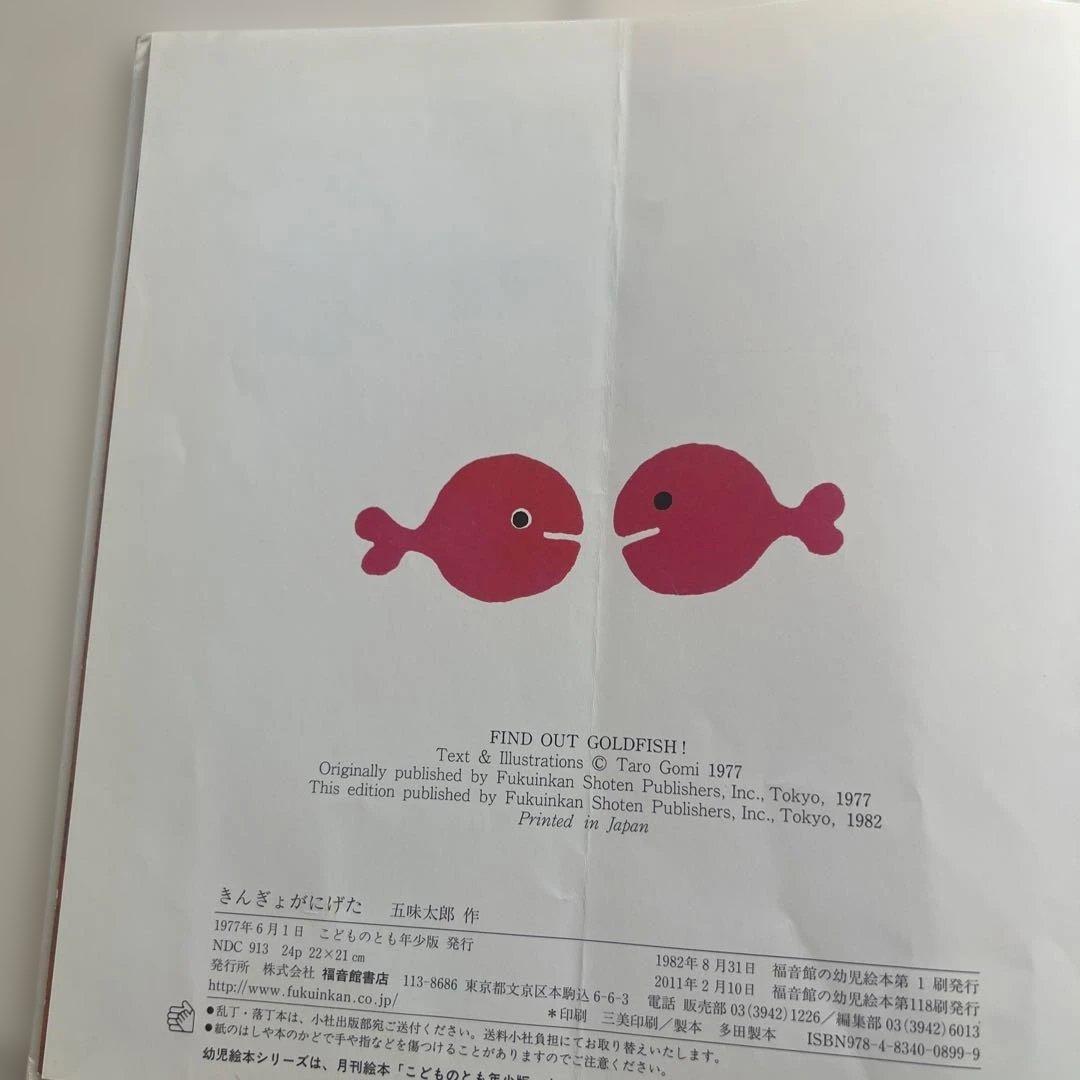 FIND OUT GOLDFISH!
Text & Illustrations © Taro Gomi 1977
Originally published by Fukuinkan Shoten Publishers, Inc., Tokyo, 1977
This edition published by Fukuinkan Shoten Publishers, Inc., Tokyo, 1982
Printed in Japan
きんぎょがにげた 五味太郎 作
1977年6月1日 こどものとも年少版 発行
NDC 913 24p 22×21㎝
1982年8月31日 福音館の幼児絵本第 1 刷発行
2011年2月10日 福音館の幼児絵本第118刷発行
発行所 株式会社 福音館書店 113-8686 東京都文京区本駒込6-6-3 電話 販売部 03(3942)1226/編集部 03(3942)6013
http://www.fukuinkan.co.jp/ *印刷 三美印刷/製本 多田製本 ISBN978-4-8340-0899-9
●乱丁・落丁本は、小社出版部宛ご送付ください。送料小社負担にてお取り替えいたします。
●紙のはしや本のかどで手や指などを傷つけることがありますのでご注意ください。
幼児絵本シリーズは、月刊絵本「こどものとも年少版